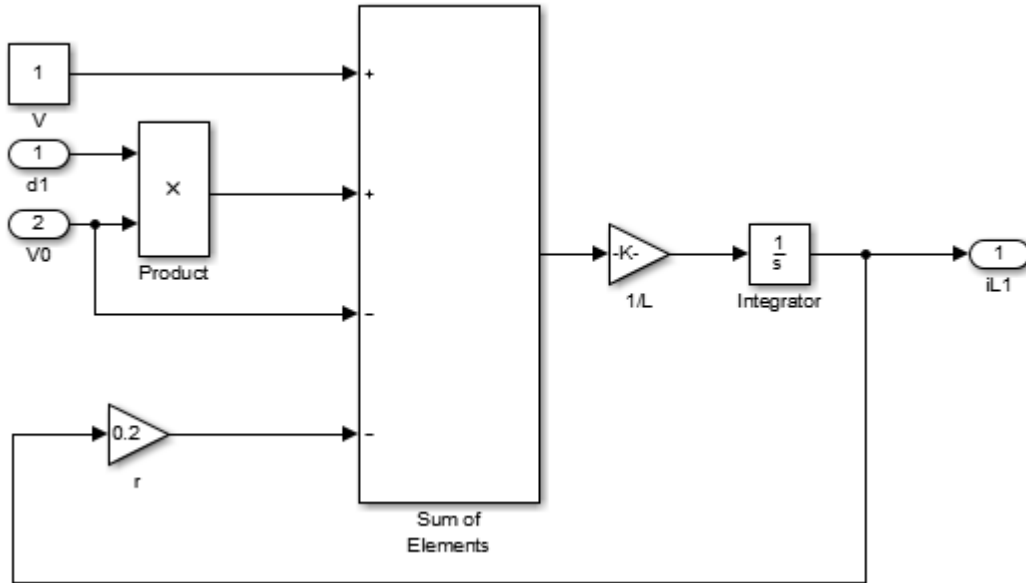 1
V
+
1
d1
×
+
2
V0
Product
-K-
1
s
1
1/L
Integrator
iL1
−
0.2
−
r
Sum of
Elements